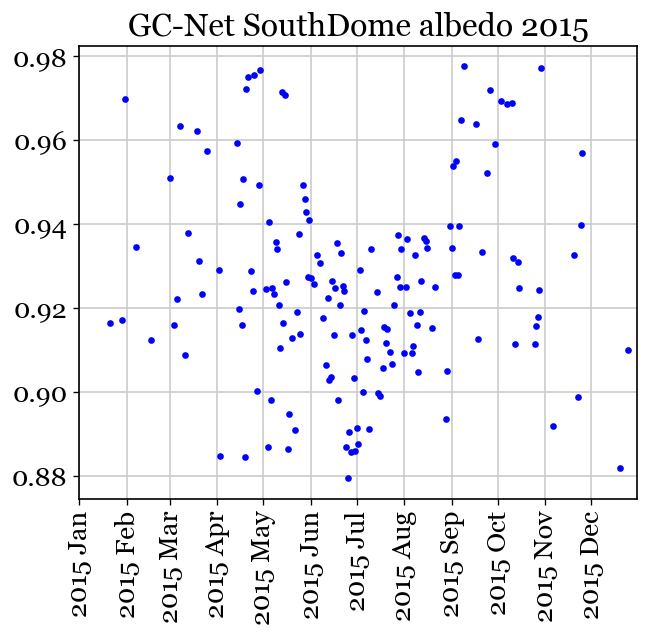 GC-Net SouthDome albedo 2015
0.98
0.96
0.94
0.92
0.90
0.88
2015 Jan
2015 Feb
2015 Mar
2015 Apr
2015 May
2015 Jun
2015 Jul
2015 Aug
2015 Sep
2015 Oct
2015 Nov
2015 Dec